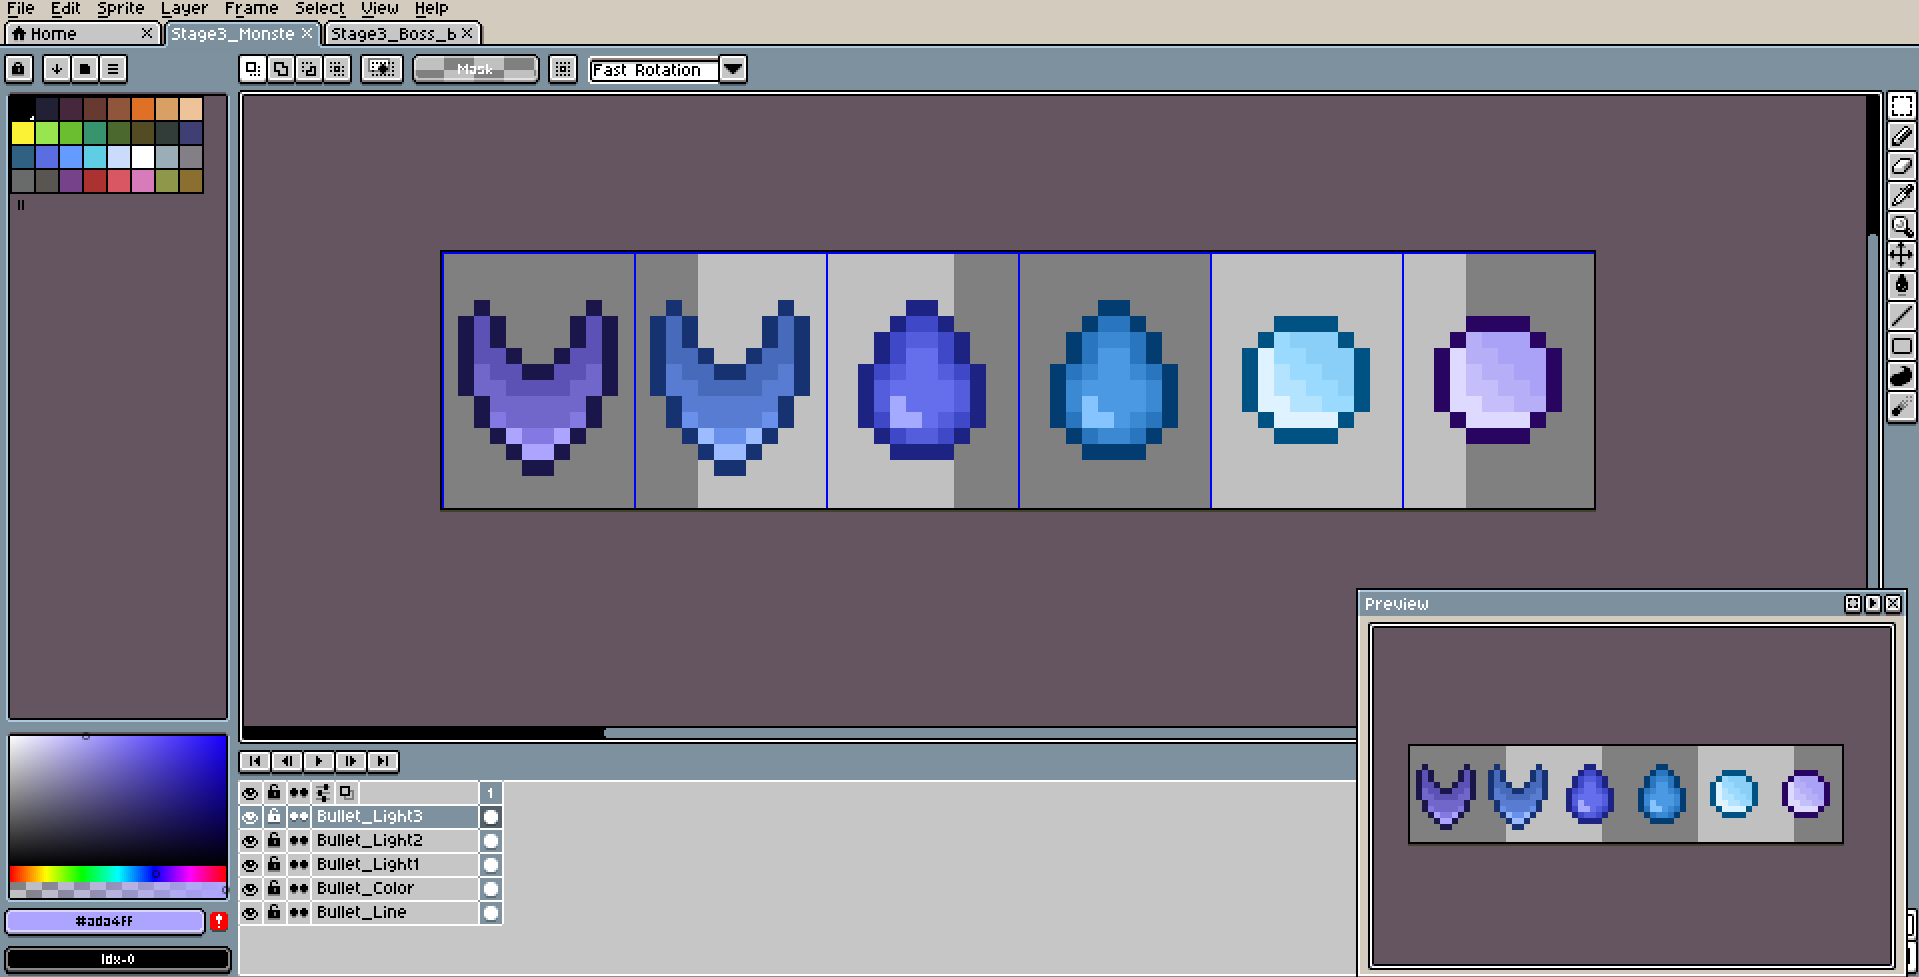 File Edit Sprite Layer Frame Select View Help
Home Stage3_Monste Stage3_Boss_b
Mask Fast Rotation
Preview
1
Bullet_Light3
Bullet_Light2
Bullet_Light1
Bullet_Color
Bullet_Line
#ada4ff
Idx-0